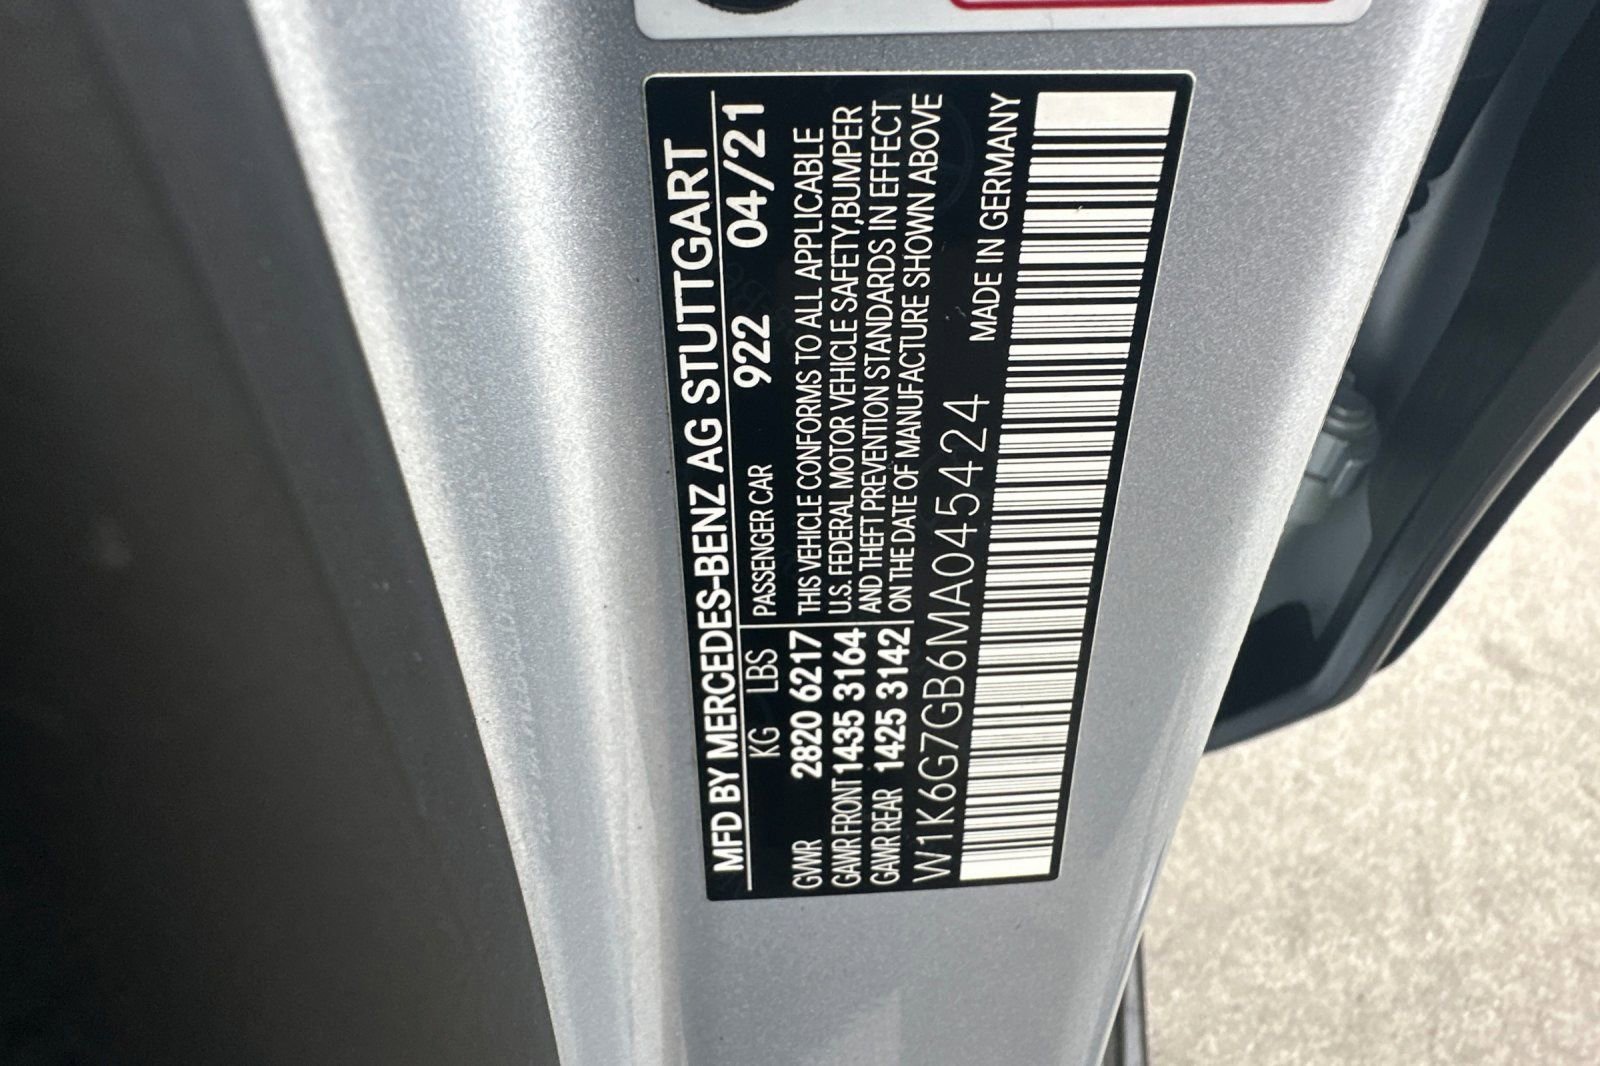 MFD BY MERCEDES-BENZ AG STUTTGART
KG LBS PASSENGER CAR 922 04/21
GVWR 2820 6217
GAWR FRONT 1435 3164
GAWR REAR 1425 3142
THIS VEHICLE CONFORMS TO ALL APPLICABLE
U.S. FEDERAL MOTOR VEHICLE SAFETY,BUMPER
AND THEFT PREVENTION STANDARDS IN EFFECT
ON THE DATE OF MANUFACTURE SHOWN ABOVE
W1K6G7GB6MA045424 MADE IN GERMANY